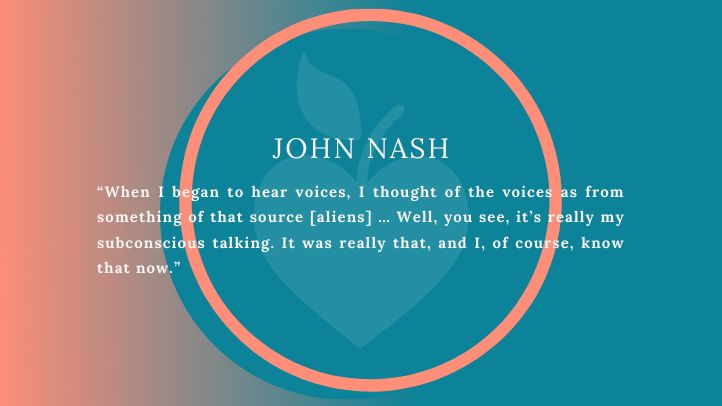 JOHN NASH
“When I began to hear voices, I thought of the voices as from
something of that source [aliens] ... Well, you see, it’s really my
subconscious talking. It was really that, and I, of course, know
that now.”